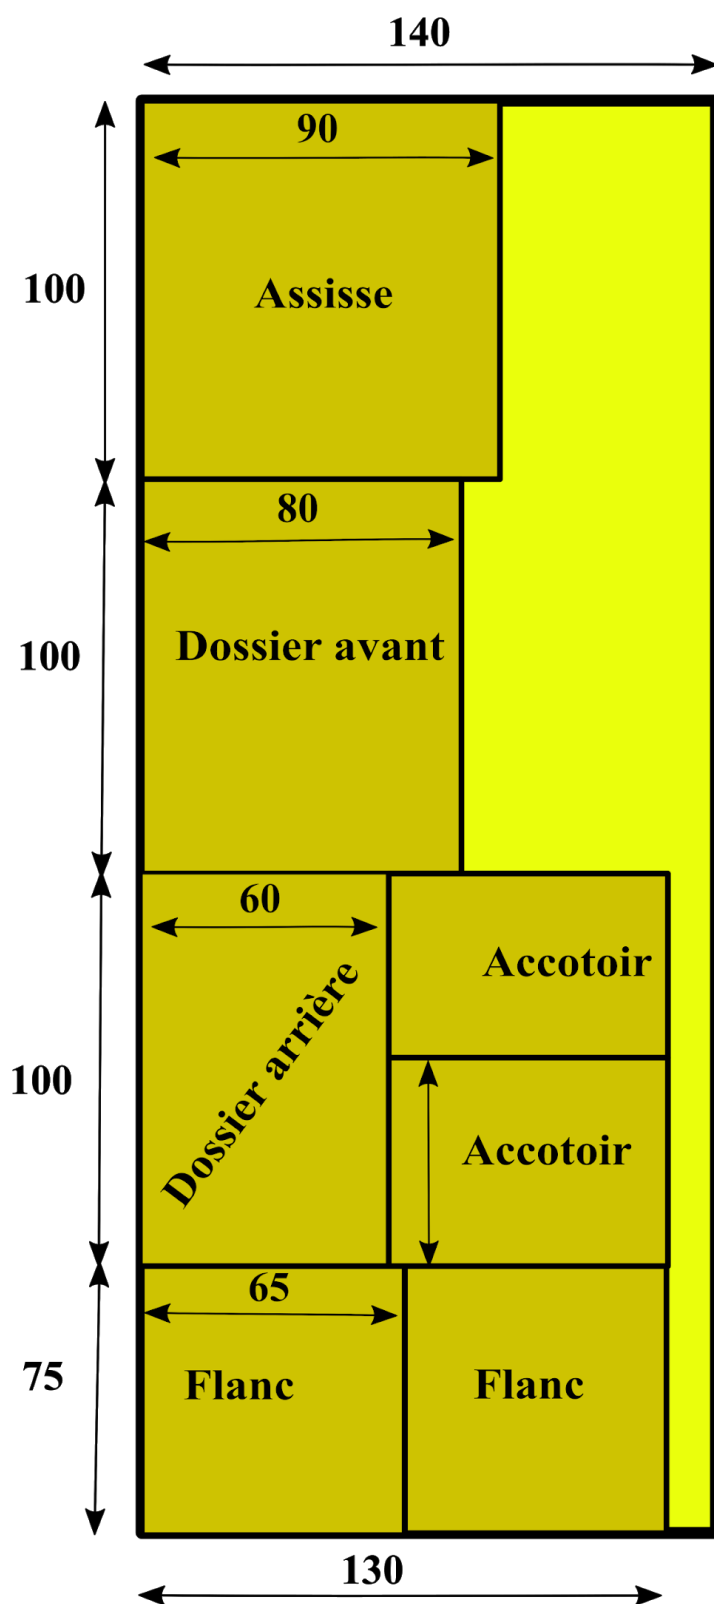 140
90
100
Assisse
80
100
Dossier avant
60
Accotoir
100
Dossier arrière
Accotoir
65
75
Flanc
Flanc
130